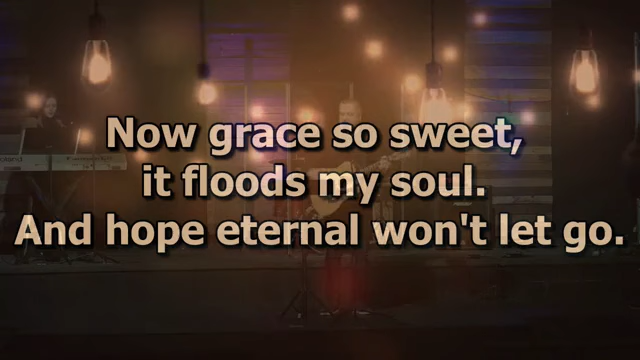 Now grace so sweet,
it floods my soul.
And hope eternal won't let go.